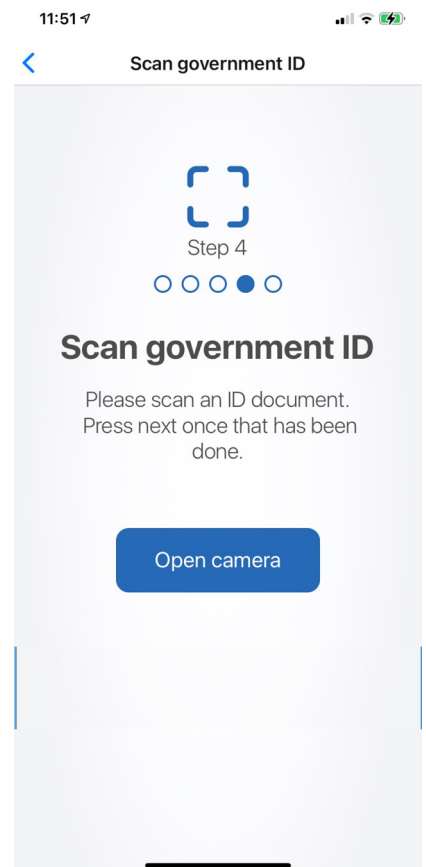 11:51
Scan government ID
Step 4
Scan government ID
Please scan an ID document.
Press next once that has been
done.
Open camera